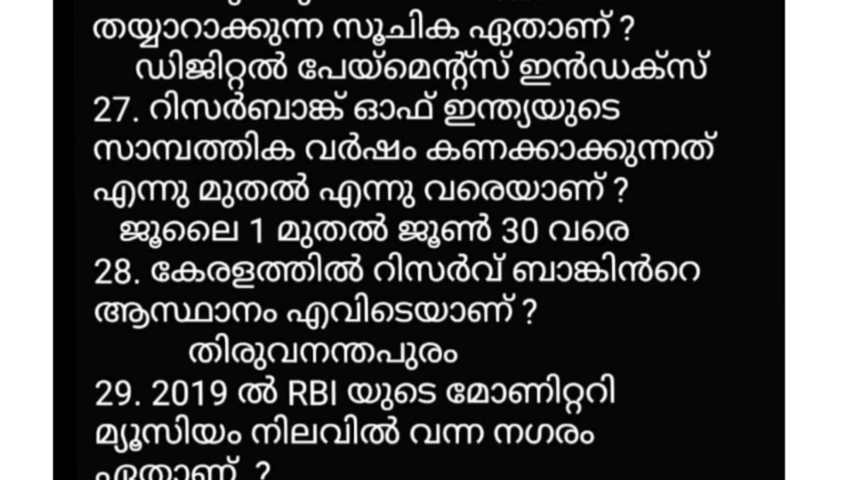 തയ്യാറാക്കുന്ന സൂചിക ഏതാണ് ?
ഡിജിറ്റൽ പേയ്മെന്റ്സ് ഇൻഡക്സ്
27. റിസർബാങ്ക് ഓഫ് ഇന്ത്യയുടെ
സാമ്പത്തിക വർഷം കണക്കാക്കുന്നത്
എന്നു മുതൽ എന്നു വരെയാണ് ?
ജൂലൈ 1 മുതൽ ജൂൺ 30 വരെ
28. കേരളത്തിൽ റിസർവ് ബാങ്കിൻറെ
ആസ്ഥാനം എവിടെയാണ് ?
തിരുവനന്തപുരം
29. 2019 ൽ RBI യുടെ മോണിറ്ററി
മ്യൂസിയം നിലവിൽ വന്ന നഗരം
ഏതാണ് ?